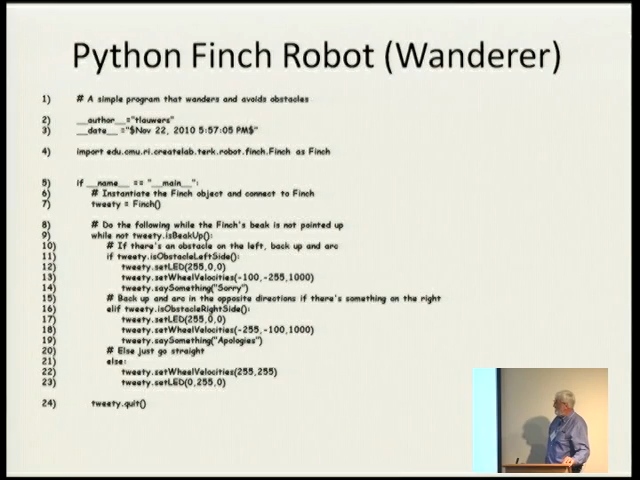 Python Finch Robot (Wanderer)
1) # A simple program that wanders and avoids obstacles
2) __author__="tlauwers"
3) __date__ ="$Nov 22, 2010 5:57:05 PM$"
4) import edu.cmu.ri.createlab.terk.robot.finch.Finch as Finch
5) if __name__ == "__main__":
6) # Instantiate the Finch object and connect to Finch
7) tweety = Finch()
8) # Do the following while the Finch's beak is not pointed up
9) while not tweety.isBeakUp():
10) # If there's an obstacle on the left, back up and arc
11) if tweety.isObstacleLeftSide():
12) tweety.setLED(255,0,0)
13) tweety.setWheelVelocities(-100,-255,1000)
14) tweety.saySomething("Sorry")
15) # Back up and arc in the opposite directions if there's something on the right
16) elif tweety.isObstacleRightSide():
17) tweety.setLED(255,0,0)
18) tweety.setWheelVelocities(-255,-100,1000)
19) tweety.saySomething("Apologies")
20) # Else just go straight
21) else:
22) tweety.setWheelVelocities(255,255)
23) tweety.setLED(0,255,0)
24) tweety.quit()